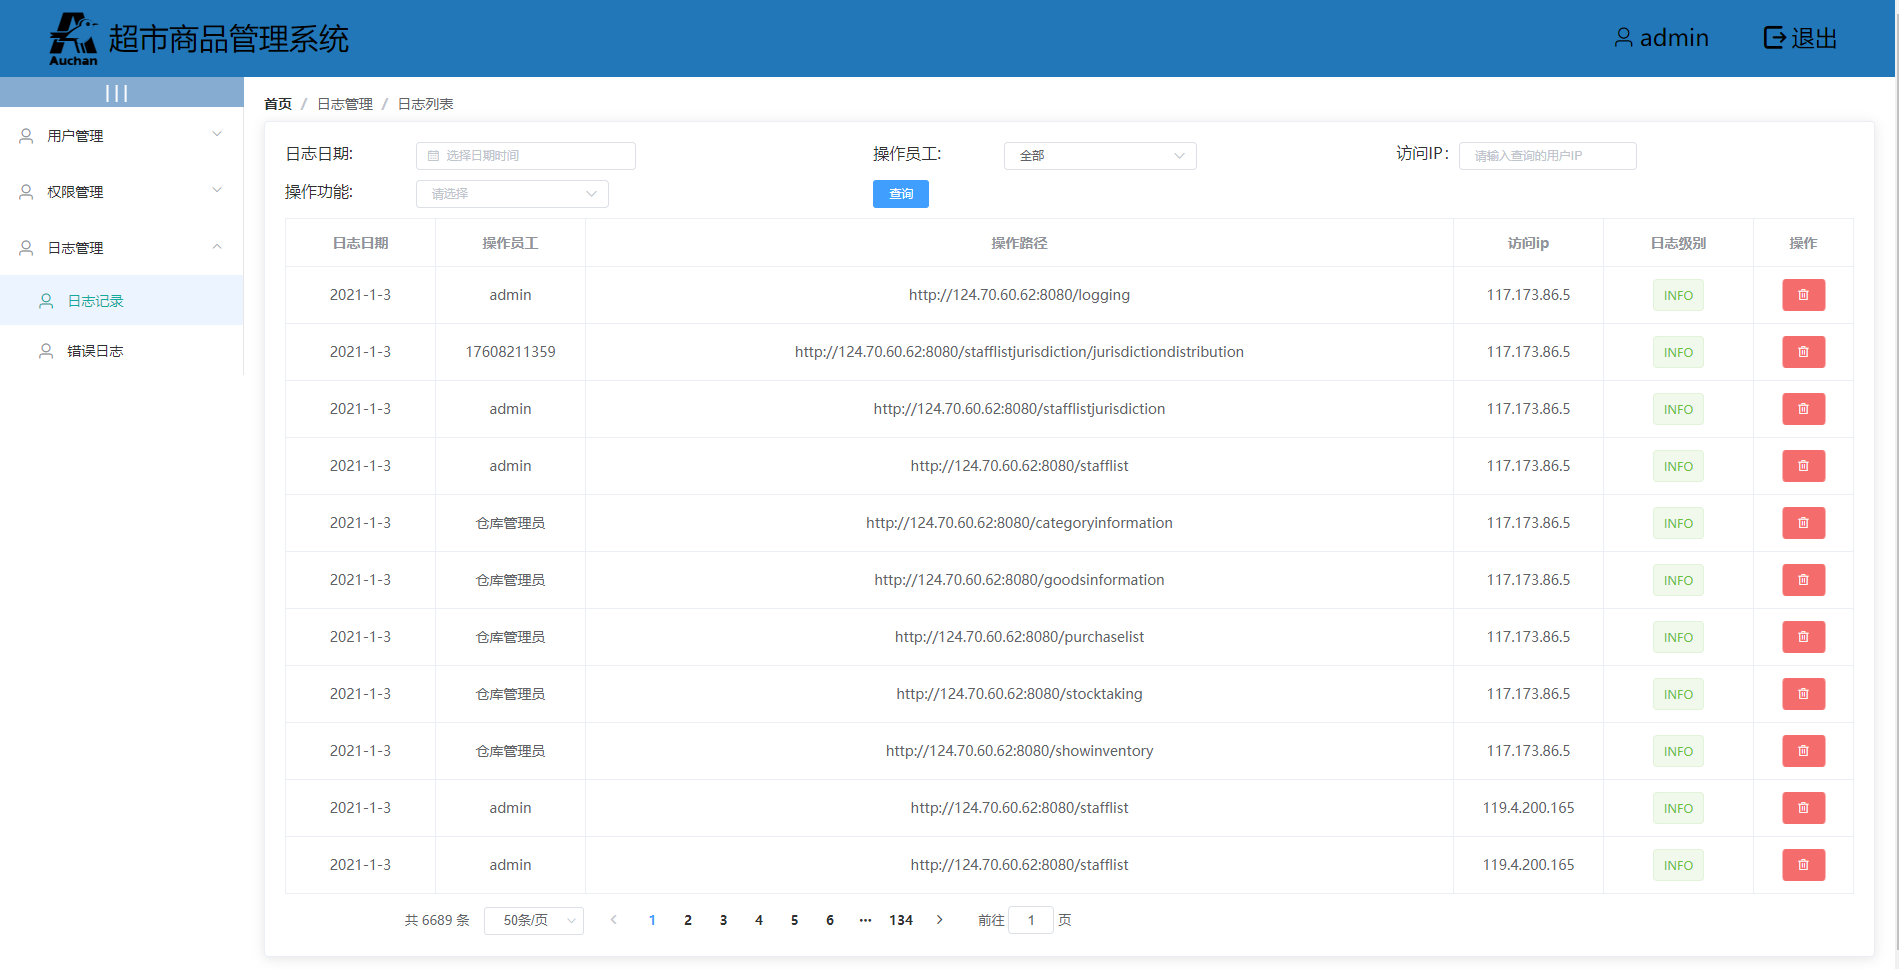 Auchan
超市商品管理系统
admin
退出
|||
用户管理
权限管理
日志管理
日志记录
错误日志
首页 / 日志管理 / 日志列表
日志日期: 选择日期时间 操作员工: 全部 访问IP: 请输入查询的用户IP
操作功能: 请选择 查询
日志日期 操作员工 操作路径 访问ip 日志级别 操作
2021-1-3 admin http://124.70.60.62:8080/logging 117.173.86.5 INFO
2021-1-3 17608211359 http://124.70.60.62:8080/stafflistjurisdiction/jurisdictiondistribution 117.173.86.5 INFO
2021-1-3 admin http://124.70.60.62:8080/stafflistjurisdiction 117.173.86.5 INFO
2021-1-3 admin http://124.70.60.62:8080/stafflist 117.173.86.5 INFO
2021-1-3 仓库管理员 http://124.70.60.62:8080/categoryinformation 117.173.86.5 INFO
2021-1-3 仓库管理员 http://124.70.60.62:8080/goodsinformation 117.173.86.5 INFO
2021-1-3 仓库管理员 http://124.70.60.62:8080/purchaselist 117.173.86.5 INFO
2021-1-3 仓库管理员 http://124.70.60.62:8080/stocktaking 117.173.86.5 INFO
2021-1-3 仓库管理员 http://124.70.60.62:8080/showinventory 117.173.86.5 INFO
2021-1-3 admin http://124.70.60.62:8080/stafflist 119.4.200.165 INFO
2021-1-3 admin http://124.70.60.62:8080/stafflist 119.4.200.165 INFO
共 6689 条 50条/页 < 1 2 3 4 5 6 ··· 134 > 前往 1 页